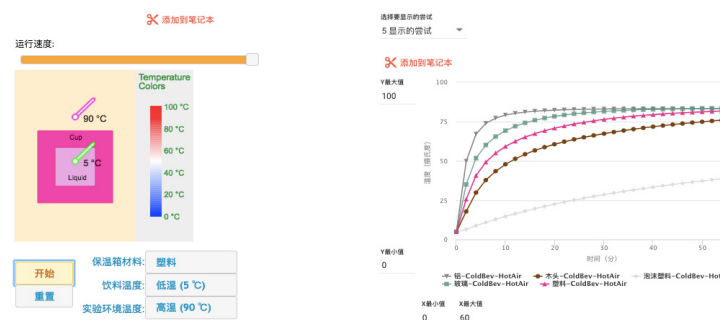 添加到笔记本
运行速度:
Temperature
Colors
100 °C
80 °C
60 °C
40 °C
20 °C
0 °C
90 °C
Cup
5 °C
Liquid
开始
重置
保温箱材料:
塑料
饮料温度:
低温 (5 °C)
实验环境温度:
高温 (90 °C)
选择要显示的尝试
5 显示的尝试
添加到笔记本
Y最大值
100
100
75
50
25
0
温度 (摄氏度)
0
10
20
30
40
50
时间 (分)
Y最小值
0
铝-ColdBev-HotAir
木头-ColdBev-HotAir
泡沫塑料-ColdBev-Hot
玻璃-ColdBev-HotAir
塑料-ColdBev-HotAir
X最小值
X最大值
0
60